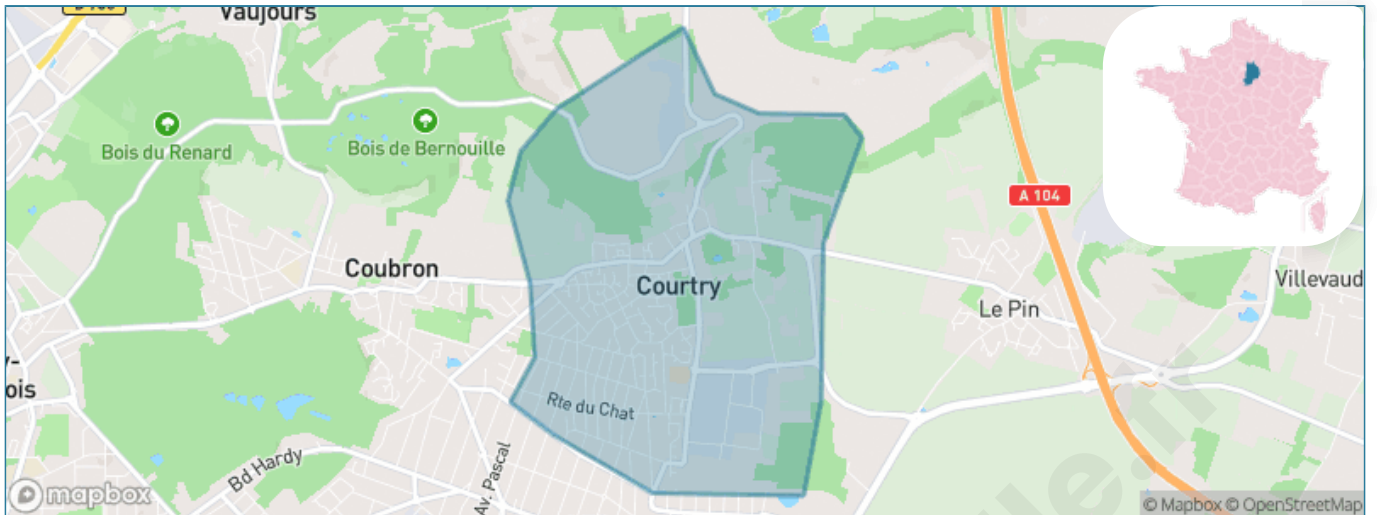 Vaujours
Bois du Renard
Bois de Bernouille
A 104
Coubron
Courtry
Villevaud
Le Pin
ois
Rte du Chat
Bd Hardy
Av. Pascal
mapbox
© Mapbox © OpenStreetMap